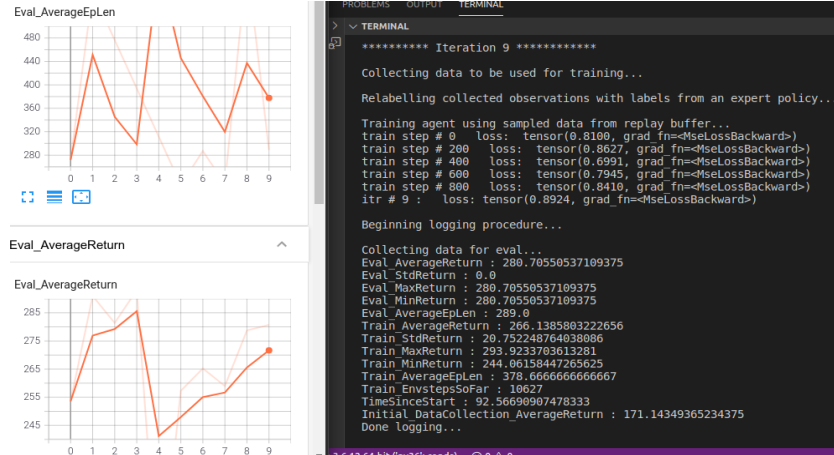 Eval_AverageEpLen
480
440
400
360
320
280
0 1 2 3 4 5 6 7 8 9
Eval_AverageReturn
Eval_AverageReturn
285
275
265
255
245
0 1 2 3 4 5 6 7 8 9
PROBLEMS OUTPUT TERMINAL
TERMINAL
********** Iteration 9 ************
Collecting data to be used for training...
Relabelling collected observations with labels from an expert policy..
Training agent using sampled data from replay buffer...
train step # 0 loss: tensor(0.8100, grad_fn=<MseLossBackward>)
train step # 200 loss: tensor(0.8627, grad_fn=<MseLossBackward>)
train step # 400 loss: tensor(0.6991, grad_fn=<MseLossBackward>)
train step # 600 loss: tensor(0.7945, grad_fn=<MseLossBackward>)
train step # 800 loss: tensor(0.8410, grad_fn=<MseLossBackward>)
itr # 9 : loss: tensor(0.8924, grad_fn=<MseLossBackward>)
Beginning logging procedure...
Collecting data for eval...
Eval_AverageReturn : 280.70550537109375
Eval_StdReturn : 0.0
Eval_MaxReturn : 280.70550537109375
Eval_MinReturn : 280.70550537109375
Eval_AverageEpLen : 289.0
Train_AverageReturn : 266.1385803222656
Train_StdReturn : 20.752248764038086
Train_MaxReturn : 293.9233703613281
Train_MinReturn : 244.06158447265625
Train_AverageEpLen : 378.6666666666667
Train_EnvstepsSoFar : 10627
TimeSinceStart : 92.56690907478333
Initial_DataCollection_AverageReturn : 171.14349365234375
Done logging...